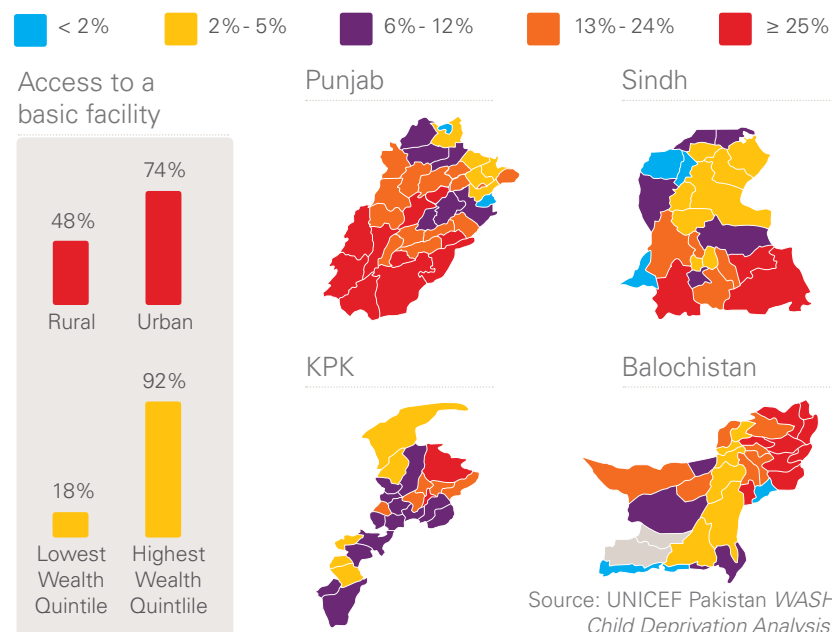 < 2%
2%-5%
6%-12%
13%-24%
≥ 25%
Access to a
basic facility
74%
48%
Rural
Urban
92%
18%
Lowest
Wealth
Quintile
Highest
Wealth
Quintlile
Punjab
Sindh
KPK
Balochistan
Source: UNICEF Pakistan WASH
Child Deprivation Analysis